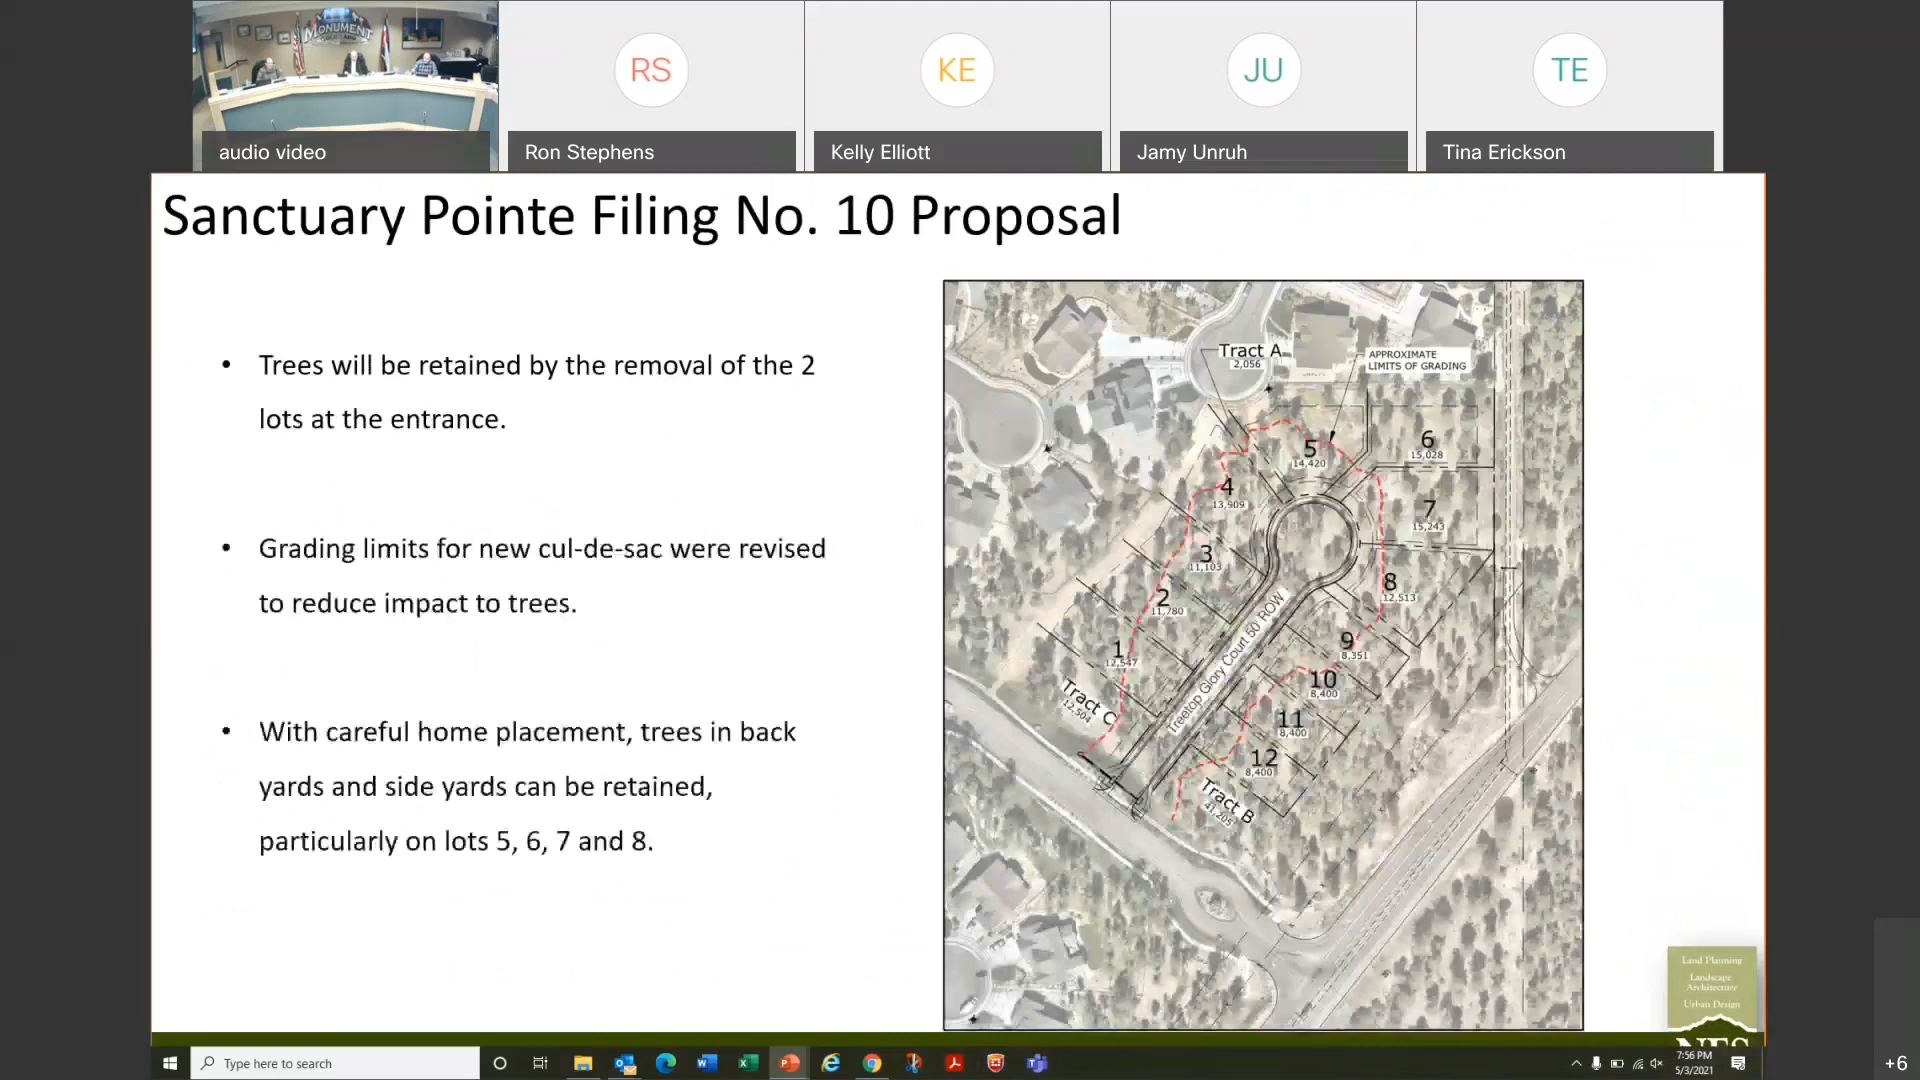 MONUMENT
RS
KE
JU
TE
audio video
Ron Stephens
Kelly Elliott
Jamy Unruh
Tina Erickson
Sanctuary Pointe Filing No. 10 Proposal
• Trees will be retained by the removal of the 2
lots at the entrance.
• Grading limits for new cul-de-sac were revised
to reduce impact to trees.
• With careful home placement, trees in back
yards and side yards can be retained,
particularly on lots 5, 6, 7 and 8.
Tract A
2,056
APPROXIMATE
LIMITS OF GRADING
5
14,420
6
15,028
4
13,909
7
15,243
3
11,103
8
12,513
2
11,780
9
8,351
1
12,547
10
8,400
Tract C
12,504
11
8,400
Treetop Glory Court 50' ROW
12
8,400
Tract B
41,205
Land Planning
Landscape
Architecture
Urban Design
NES
Type here to search
7:56 PM
5/3/2021
+6